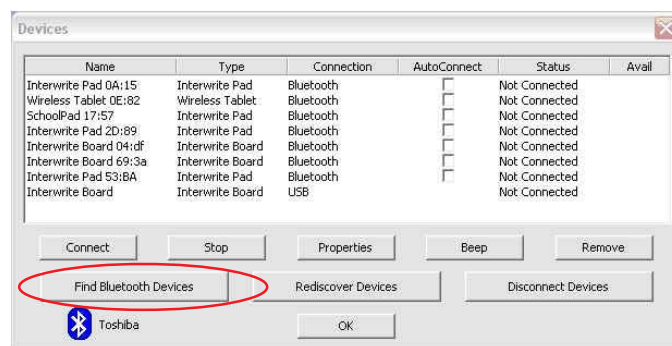 Devices
Name Type Connection AutoConnect Status Avail
Interwrite Pad 0A:15 Interwrite Pad Bluetooth Not Connected
Wireless Tablet 0E:82 Wireless Tablet Bluetooth Not Connected
SchoolPad 17:57 Interwrite Pad Bluetooth Not Connected
Interwrite Pad 2D:89 Interwrite Pad Bluetooth Not Connected
Interwrite Board 04:df Interwrite Board Bluetooth Not Connected
Interwrite Board 69:3a Interwrite Board Bluetooth Not Connected
Interwrite Pad 53:BA Interwrite Pad Bluetooth Not Connected
Interwrite Board Interwrite Board USB Not Connected
Connect Stop Properties Beep Remove
Find Bluetooth Devices Rediscover Devices Disconnect Devices
Toshiba OK